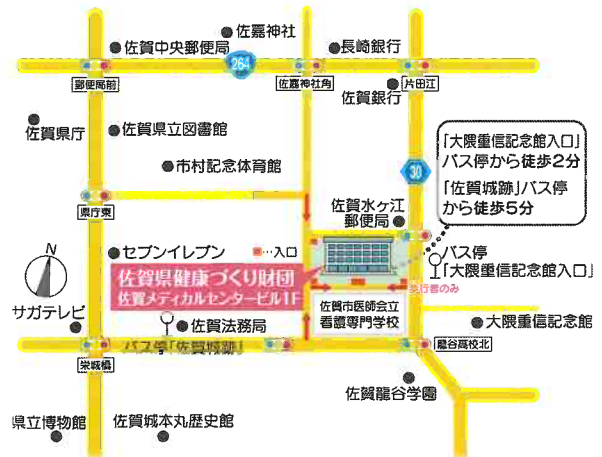 佐嘉神社
佐賀中央郵便局
長崎銀行
264
郵便局前
佐嘉神社角
片田江
佐賀銀行
佐賀県庁
佐賀県立図書館
「大隈重信記念館入口」
バス停から徒歩2分
「佐賀城跡」バス停
から徒歩5分
市村記念体育館
30
県庁東
佐賀水ヶ江
郵便局
N
セブンイレブン
…入口
バス停
「大隈重信記念館入口」
佐賀県健康づくり財団
佐賀メディカルセンタービル1F
歩行者のみ
サガテレビ
佐賀法務局
佐賀市医師会立
看護専門学校
大隈重信記念館
バス停「佐賀城跡」
栄城橋
龍谷高校北
佐賀龍谷学園
県立博物館
佐賀城本丸歴史館